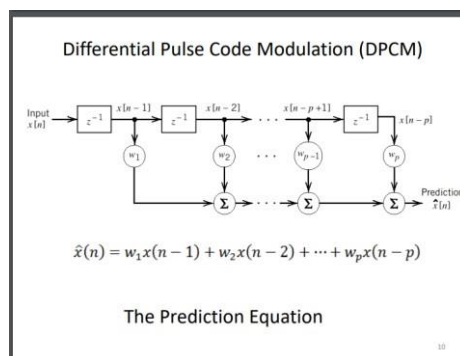 Differential Pulse Code Modulation (DPCM)
x[n−1] x[n−2] x[n−p+1]
Input
x[n]
z⁻¹ z⁻¹ · · · z⁻¹ x[n−p]
w₁ w₂ · · · wₚ₋₁ wₚ
Prediction
Σ · · · Σ Σ x̂[n]
x̂(n) = w₁x(n − 1) + w₂x(n − 2) + ⋯ + wₚx(n − p)
The Prediction Equation
10